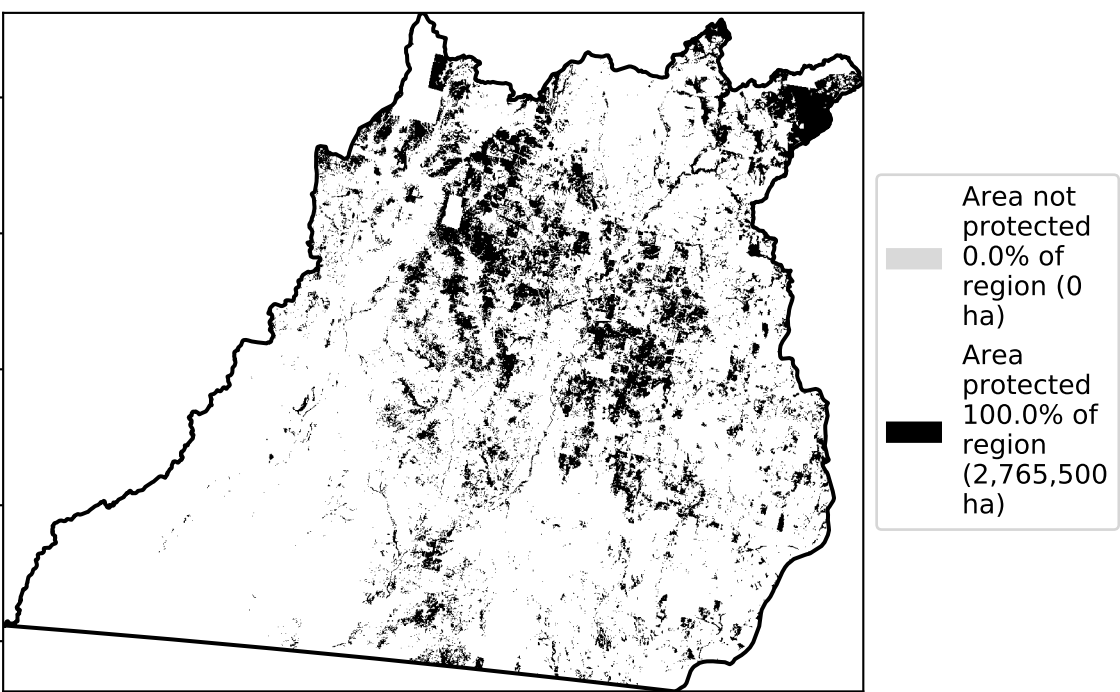 Area not
protected
0.0% of
region (0
ha)
Area
protected
100.0% of
region
(2,765,500
ha)